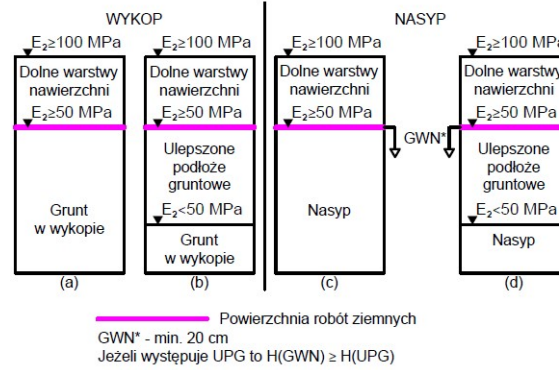 WYKOP
NASYP
E₂≥100 MPa
E₂≥100 MPa
E₂≥100 MPa
E₂≥100 MPa
Dolne warstwy
nawierzchni
Dolne warstwy
nawierzchni
Dolne warstwy
nawierzchni
Dolne warstwy
nawierzchni
E₂≥50 MPa
E₂≥50 MPa
E₂≥50 MPa
E₂≥50 MPa
GWN*
Grunt
w wykopie
Ulepszone
podłoże
gruntowe
Nasyp
Ulepszone
podłoże
gruntowe
E₂<50 MPa
E₂<50 MPa
Grunt
w wykopie
Nasyp
(a)
(b)
(c)
(d)
Powierzchnia robót ziemnych
GWN* - min. 20 cm
Jeżeli występuje UPG to H(GWN) ≥ H(UPG)